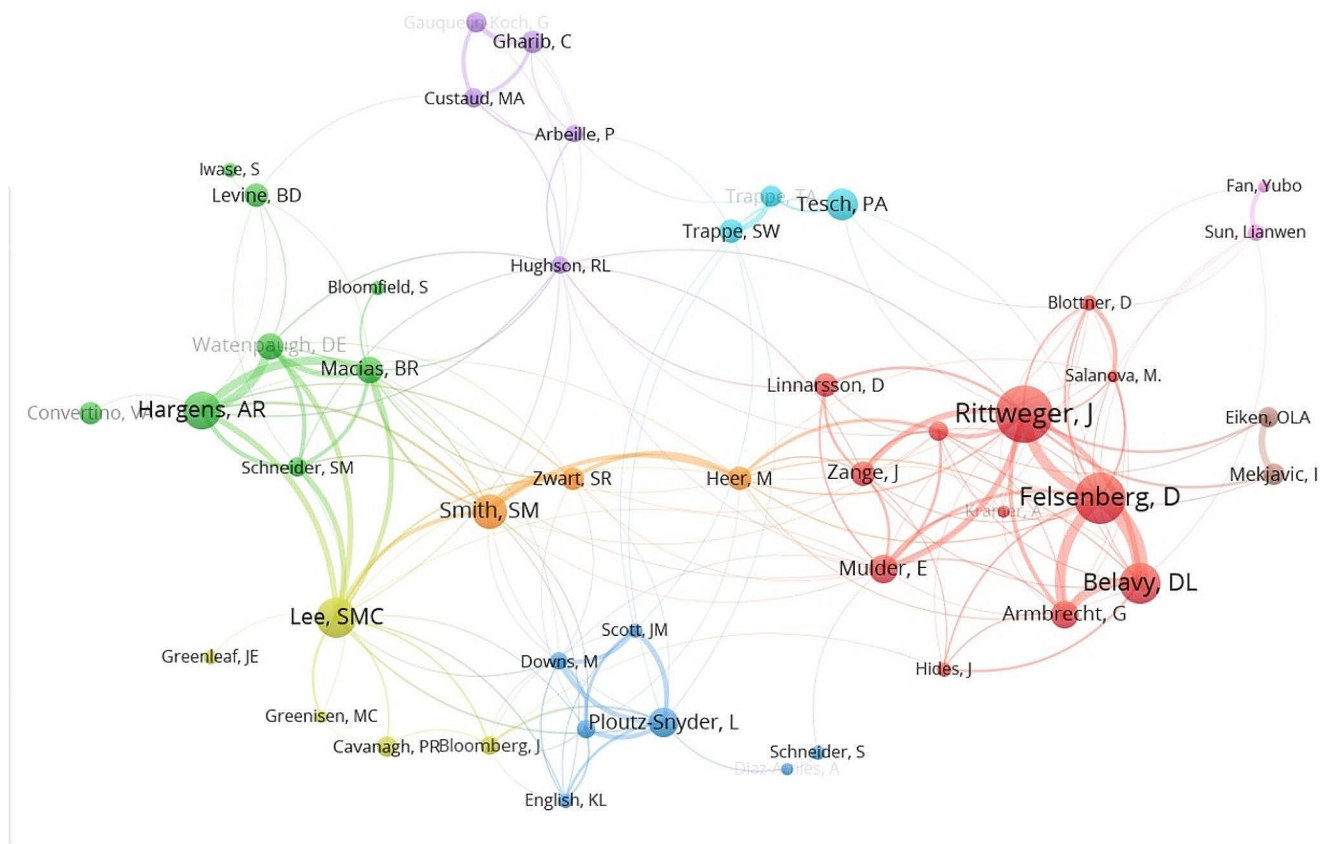 Gauquelin Koch, G
Gharib, C
Custaud, MA
Arbeille, P
Iwase, S
Levine, BD
Trappe, TA
Tesch, PA
Fan, Yubo
Trappe, SW
Sun, Lianwen
Hughson, RL
Bloomfield, S
Blottner, D
Watenpaugh, DE
Macias, BR
Linnarsson, D
Salanova, M.
Convertino,
Hargens, AR
Rittweger, J
Eiken, OLA
Schneider, SM
Zwart, SR
Heer, M
Zange, J
Mekjavic, I
Smith, SM
Kramer, A
Felsenberg, D
Mulder, E
Belavy, DL
Lee, SMC
Armbrecht, G
Scott, JM
Greenleaf, JE
Downs, M
Hides, J
Greenisen, MC
Ploutz-Snyder, L
Cavanagh, PR
Bloomberg, J
Schneider, S
Diaz-Artiles, A
English, KL